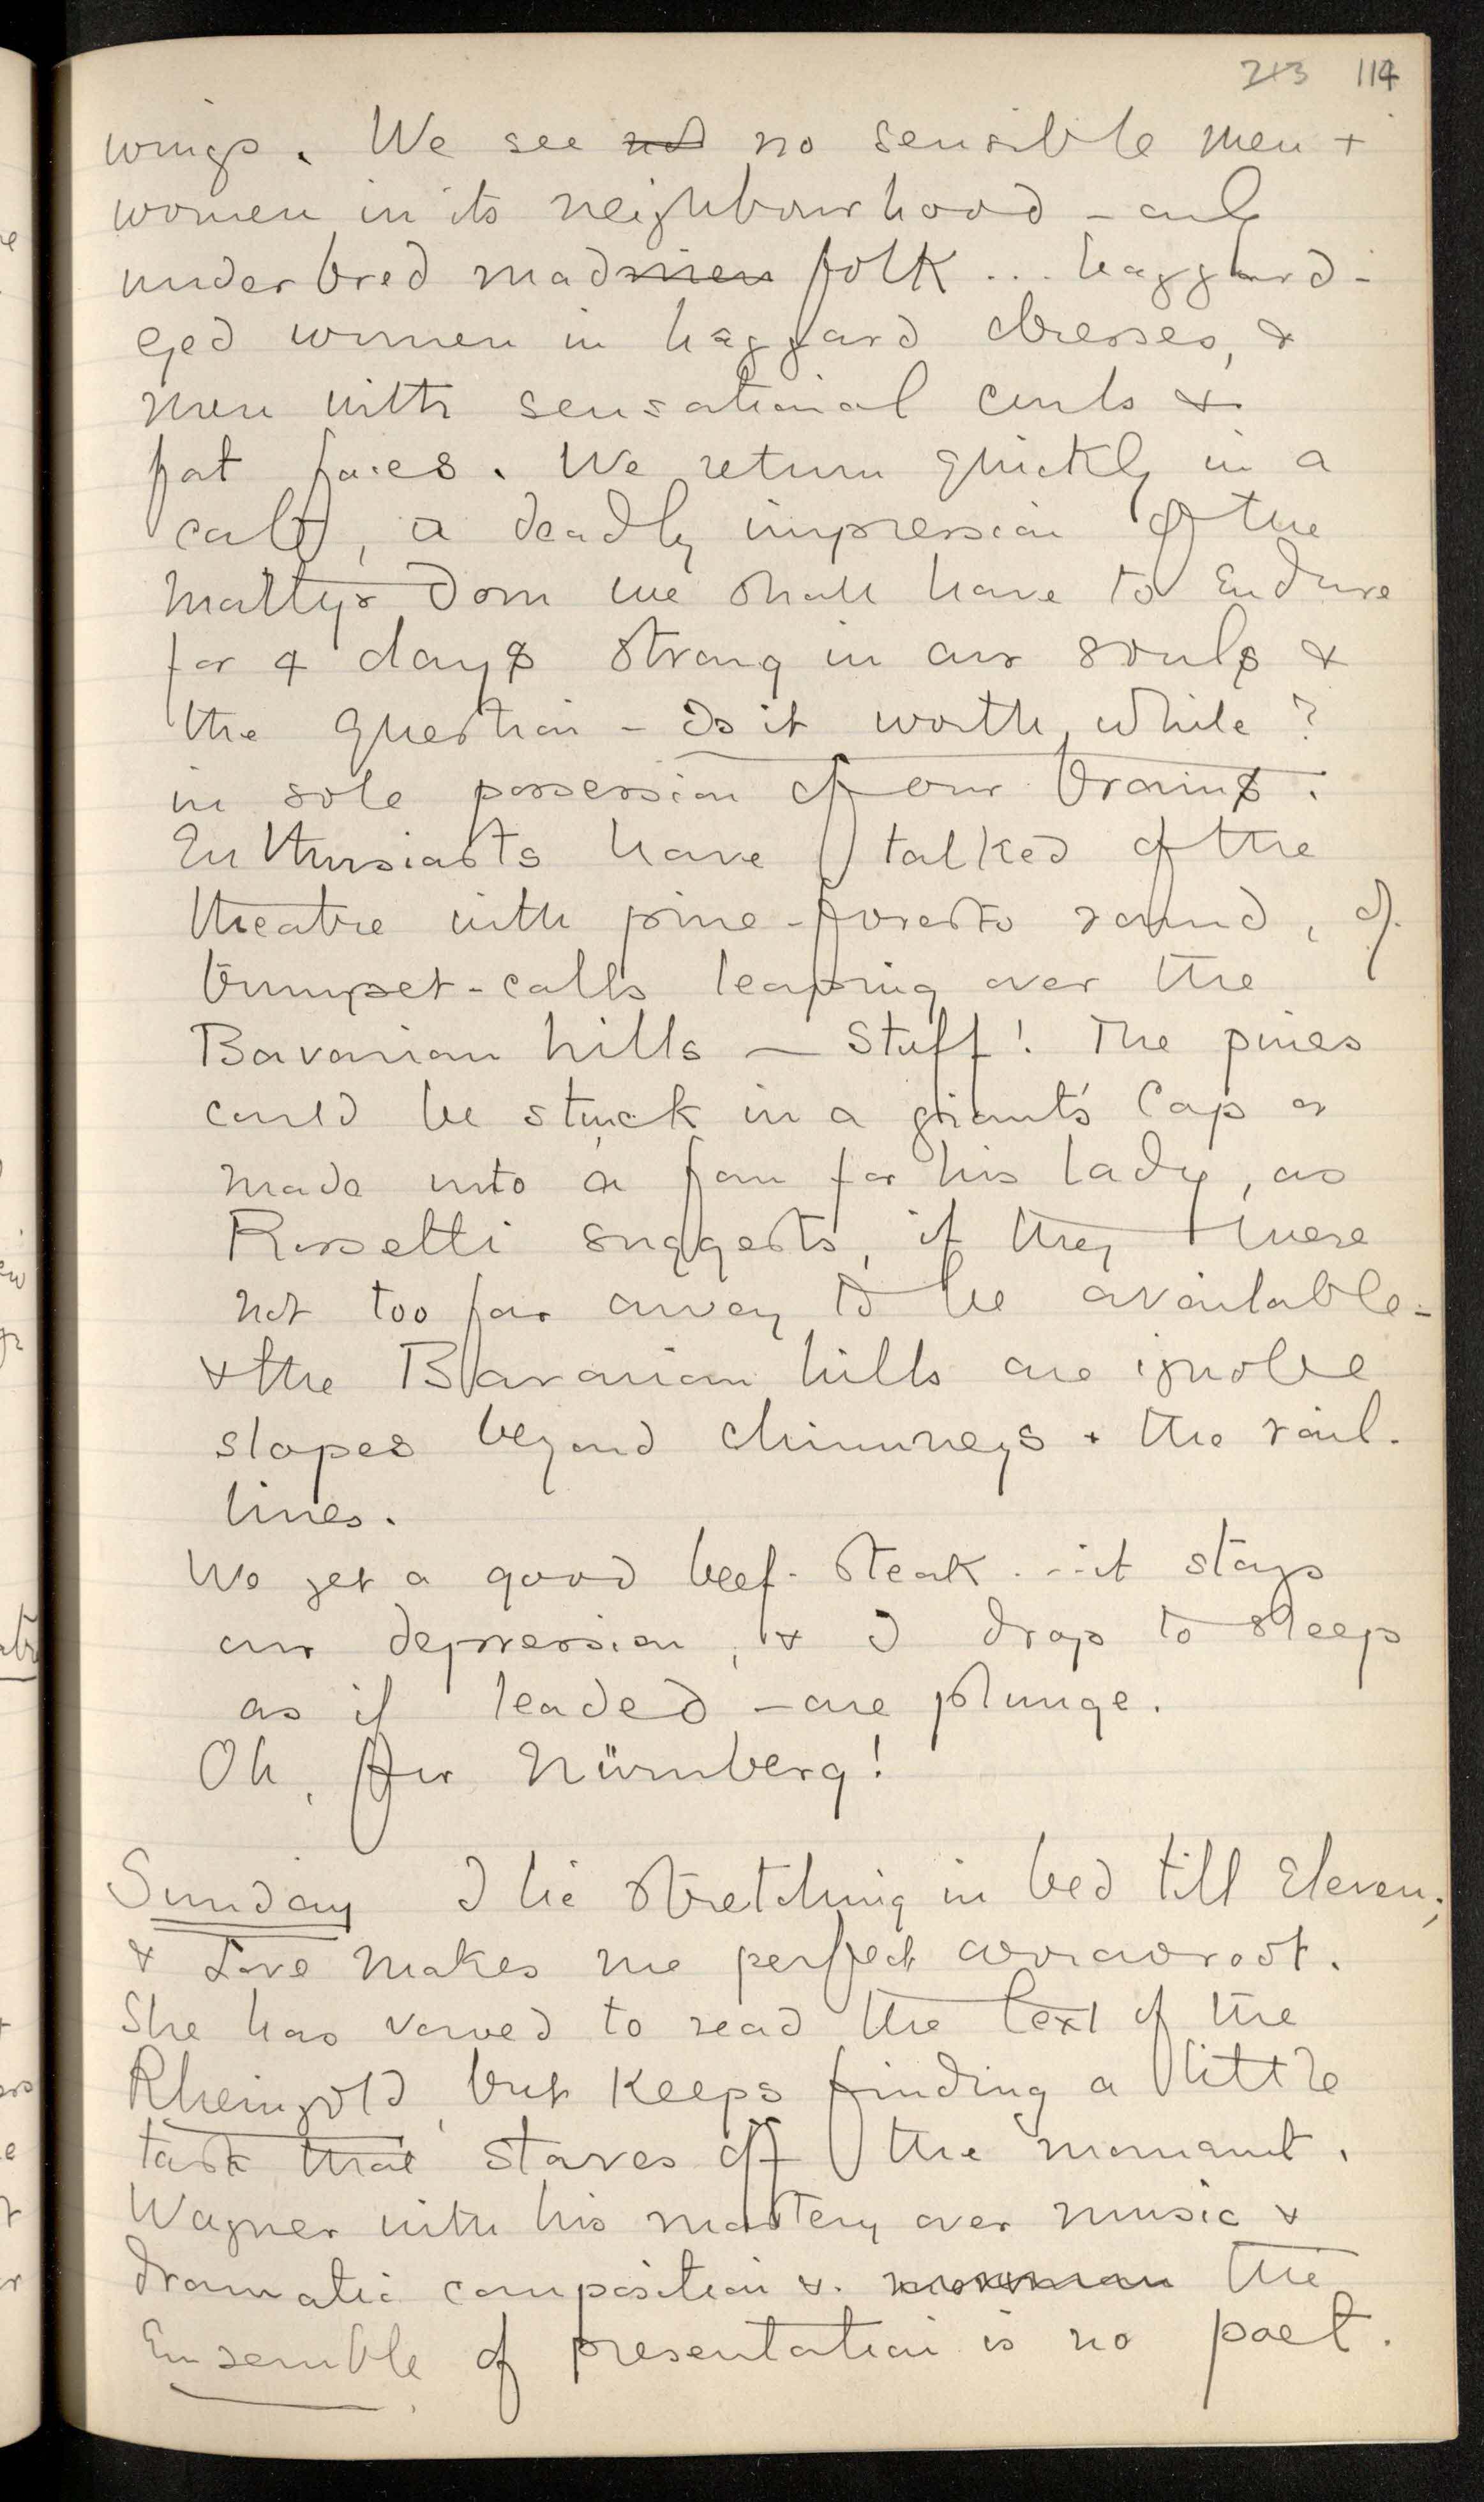 213 114
wings. We see not no sensible men +
women in its neighbourhood – only
underbred madmen folk ... haggard-
eyed women in haggard dresses, &
men with sensational curls &
fat faces. We return quickly in a
cab, a deadly impression of the
martyrdom we shall have to endure
for 4 days strong in our souls &
the question – Is it worth while?
in sole possession of our brains.
Enthusiasts have talked of the
theatre with pine-forests round, of
trumpet-calls leaping over the
Bavarian hills – Stuff! The pines
could be stuck in a giant's cap or
made into a fan for his lady, as
Rossetti suggests, if they were
not too far away to be available –
& the Bavarian hills are ignoble
slopes beyond chimneys + the rail-
lines.
We get a good beef-steak ... it stays
our depression, & I drop to sleep
as if leaded – one plunge.
Oh, for Nürnberg!
Sunday I lie stretching in bed till Eleven;
& Love makes me perfect arrowroot.
She has vowed to read the text of the
Rheingold, but keeps finding a little
task that staves off the moment.
Wagner with his mastery over music &
dramatic composition & the
Ensemble of presentation is no poet.